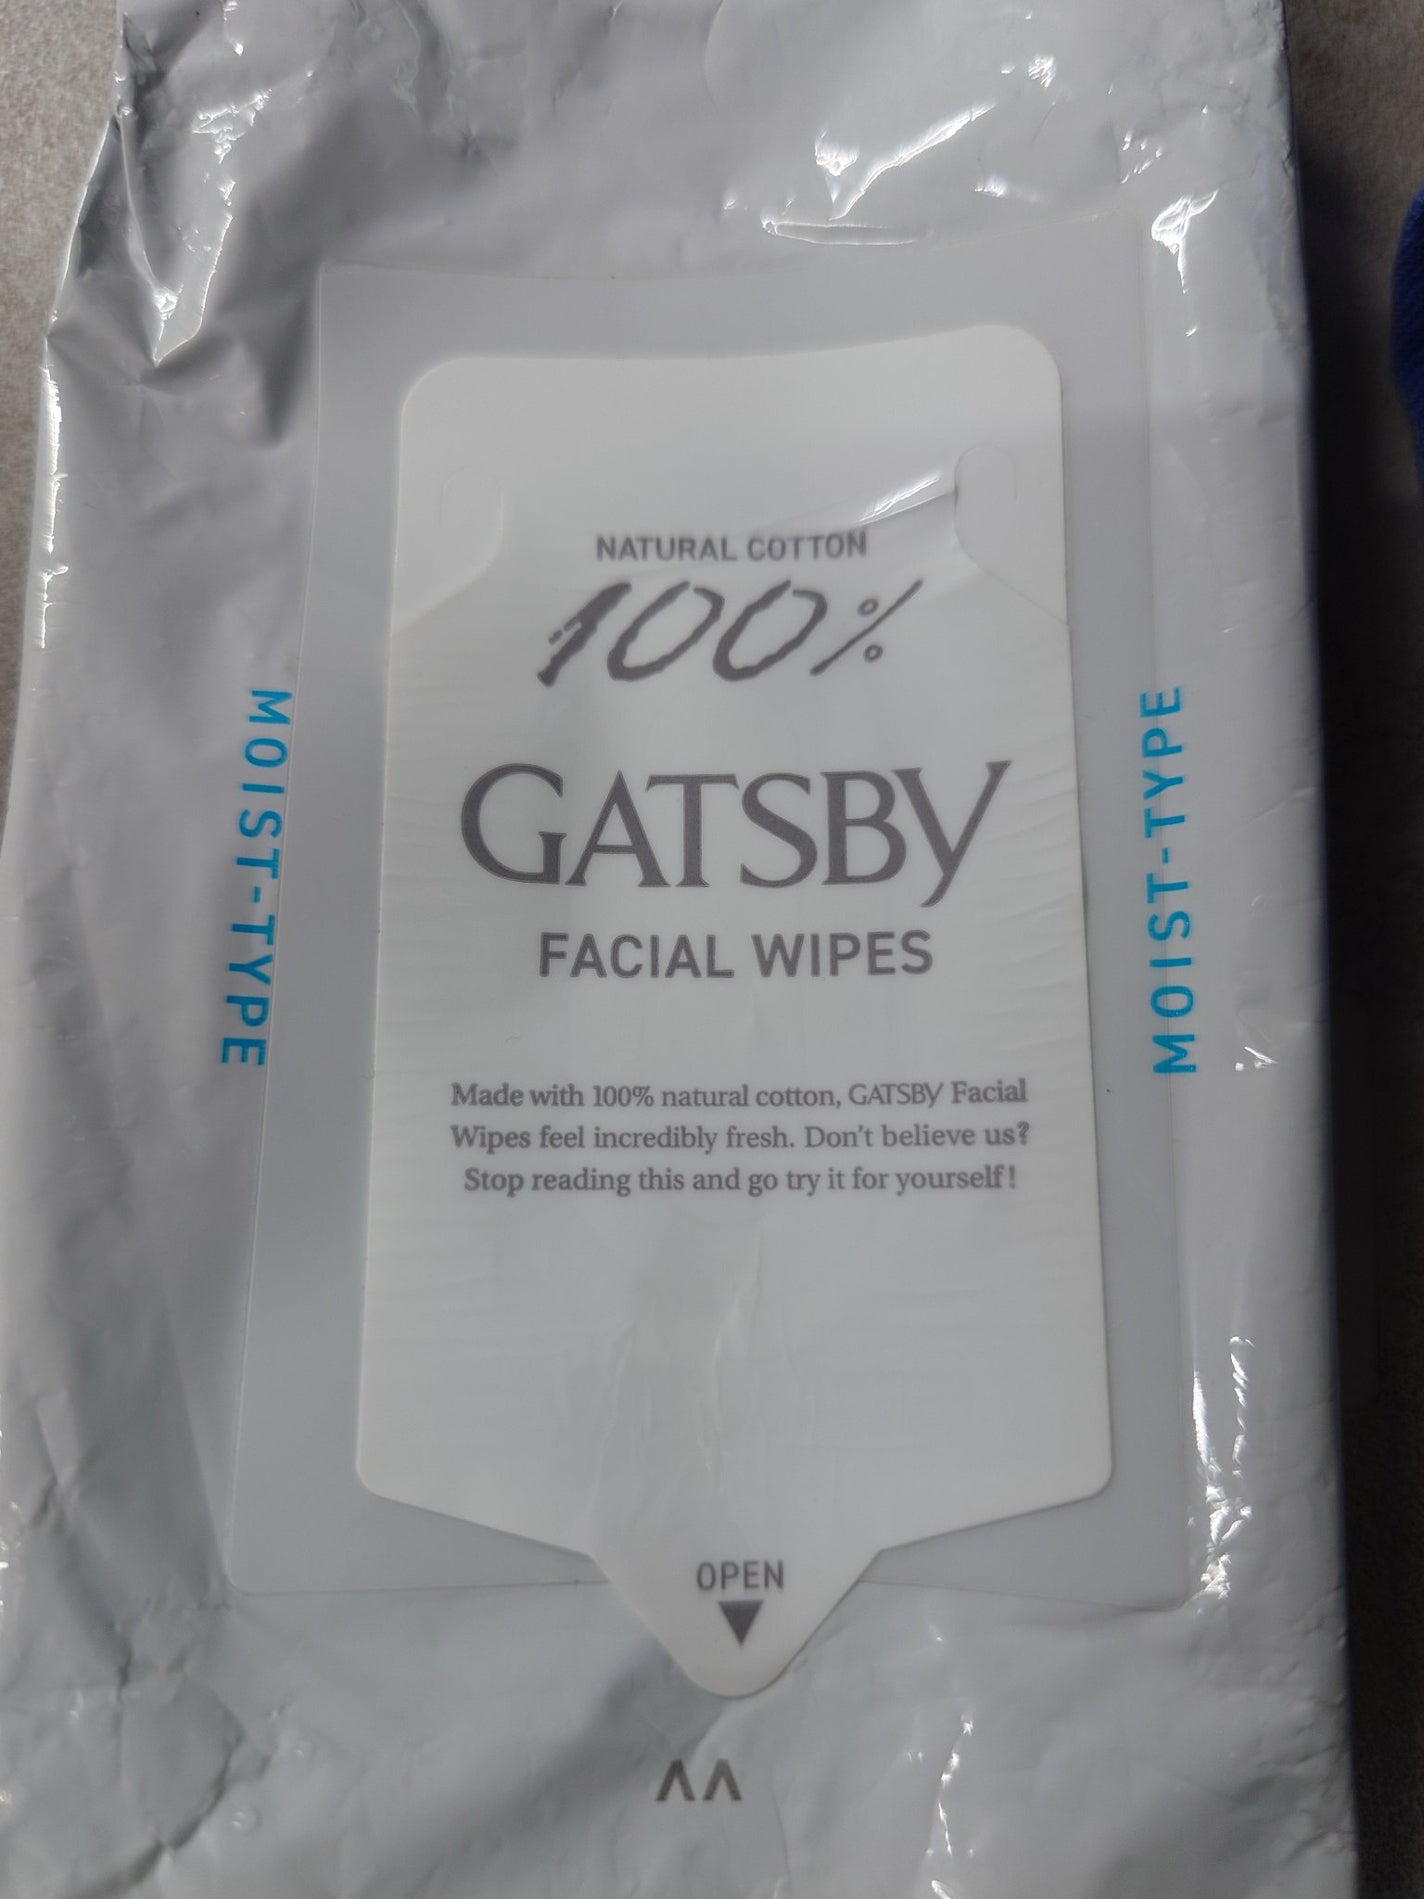 NATURAL COTTON
100%
GATSBY
FACIAL WIPES
MOIST-TYPE
MOIST-TYPE
Made with 100% natural cotton, GATSBY Facial
Wipes feel incredibly fresh. Don't believe us?
Stop reading this and go try it for yourself!
OPEN